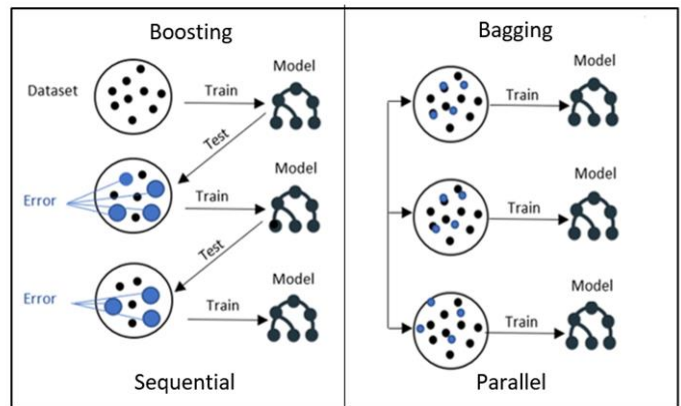 Boosting
Dataset
Train
Model
Test
Error
Train
Model
Test
Error
Train
Model
Sequential
Bagging
Train
Model
Train
Model
Train
Model
Parallel